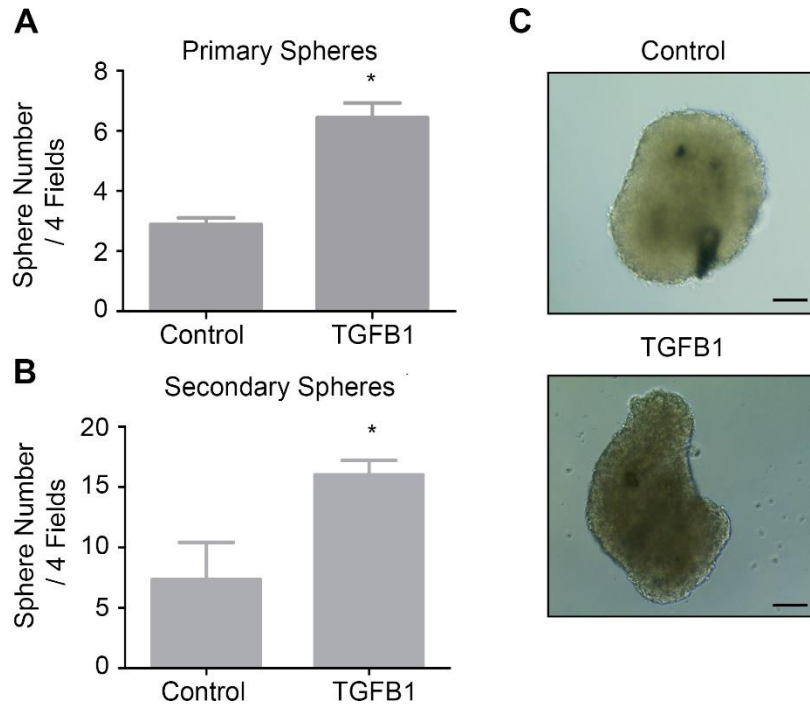 A
Primary Spheres
Sphere Number
/ 4 Fields
8
6
4
2
0
*
Control
TGFB1
B
Secondary Spheres
Sphere Number
/ 4 Fields
20
15
10
5
0
*
Control
TGFB1
C
Control
TGFB1